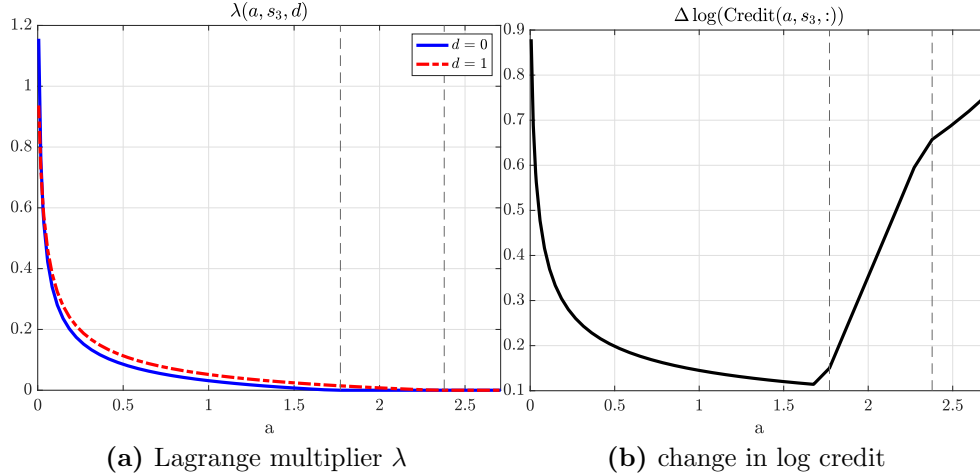 λ(a, s₃, d)
1.2
1
0.8
0.6
0.4
0.2
0
0 0.5 1 1.5 2 2.5
a
d = 0
d = 1
(a) Lagrange multiplier λ
Δ log(Credit(a, s₃, :))
0.9
0.8
0.7
0.6
0.5
0.4
0.3
0.2
0.1
0 0.5 1 1.5 2 2.5
a
(b) change in log credit